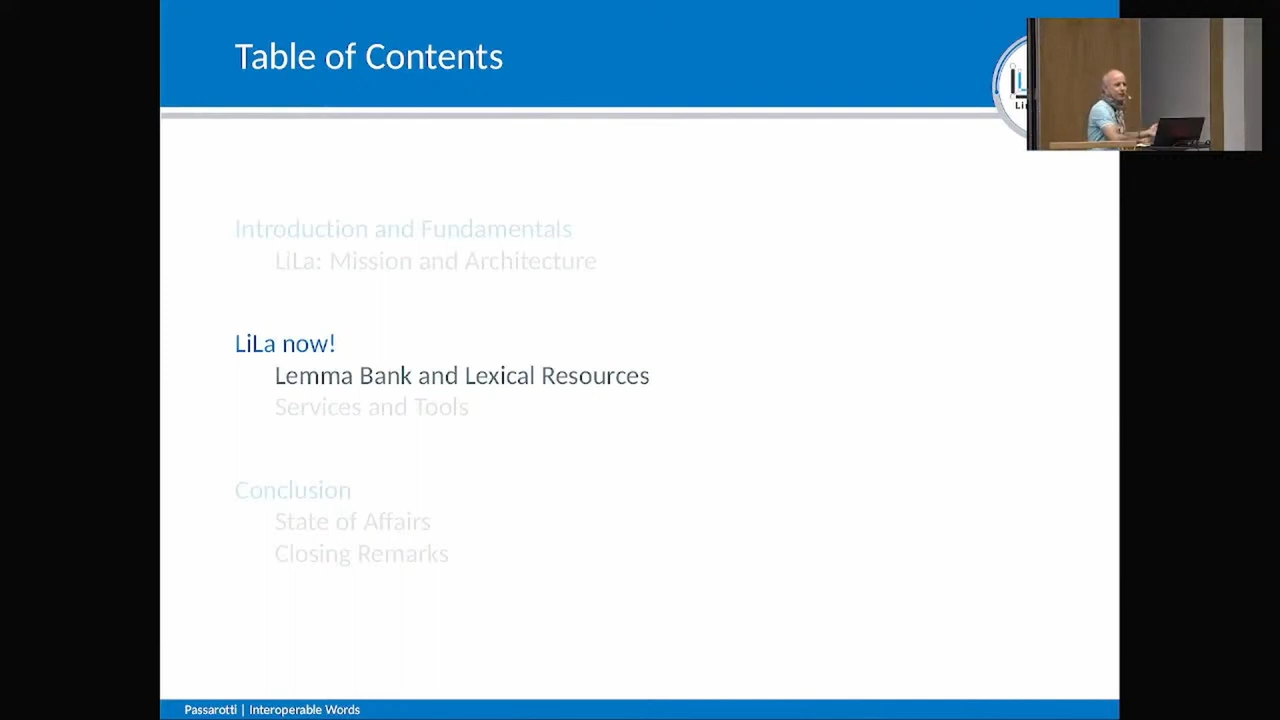 Table of Contents
Introduction and Fundamentals
LiLa: Mission and Architecture
LiLa now!
Lemma Bank and Lexical Resources
Services and Tools
Conclusion
State of Affairs
Closing Remarks
Passarotti | Interoperable Words